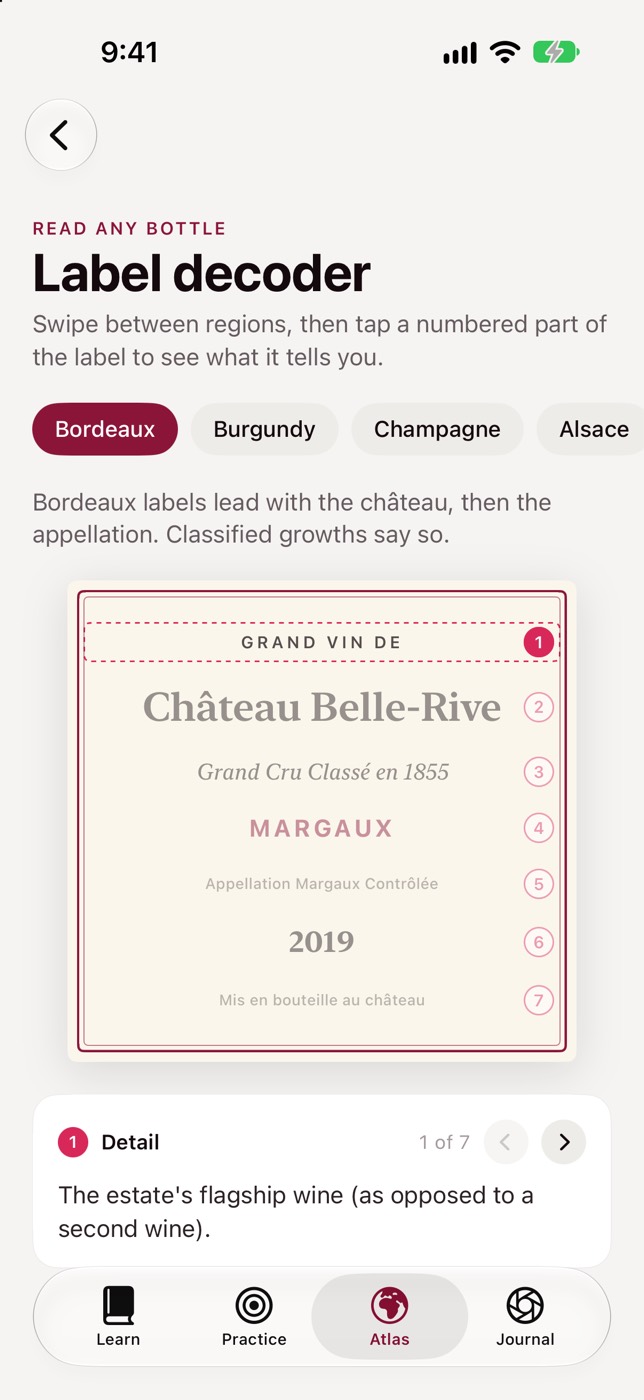 9:41
READ ANY BOTTLE
Label decoder
Swipe between regions, then tap a numbered part of
the label to see what it tells you.
Bordeaux
Burgundy
Champagne
Alsace
Bordeaux labels lead with the château, then the
appellation. Classified growths say so.
GRAND VIN DE 1
Château Belle-Rive 2
Grand Cru Classé en 1855 3
MARGAUX 4
Appellation Margaux Contrôlée 5
2019 6
Mis en bouteille au château 7
1 Detail 1 of 7
The estate's flagship wine (as opposed to a
second wine).
Learn
Practice
Atlas
Journal